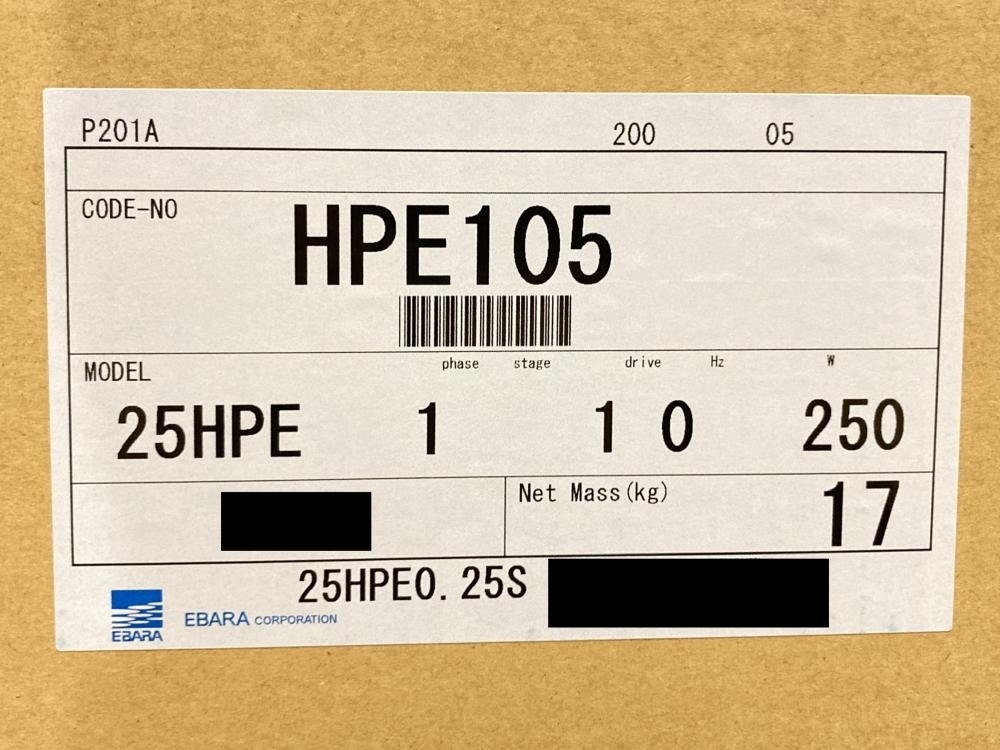 P201A 200 05
CODE-NO HPE105
MODEL phase stage drive Hz W
25HPE 1 1 0 250
Net Mass(kg) 17
25HPE0.25S
EBARA EBARA CORPORATION